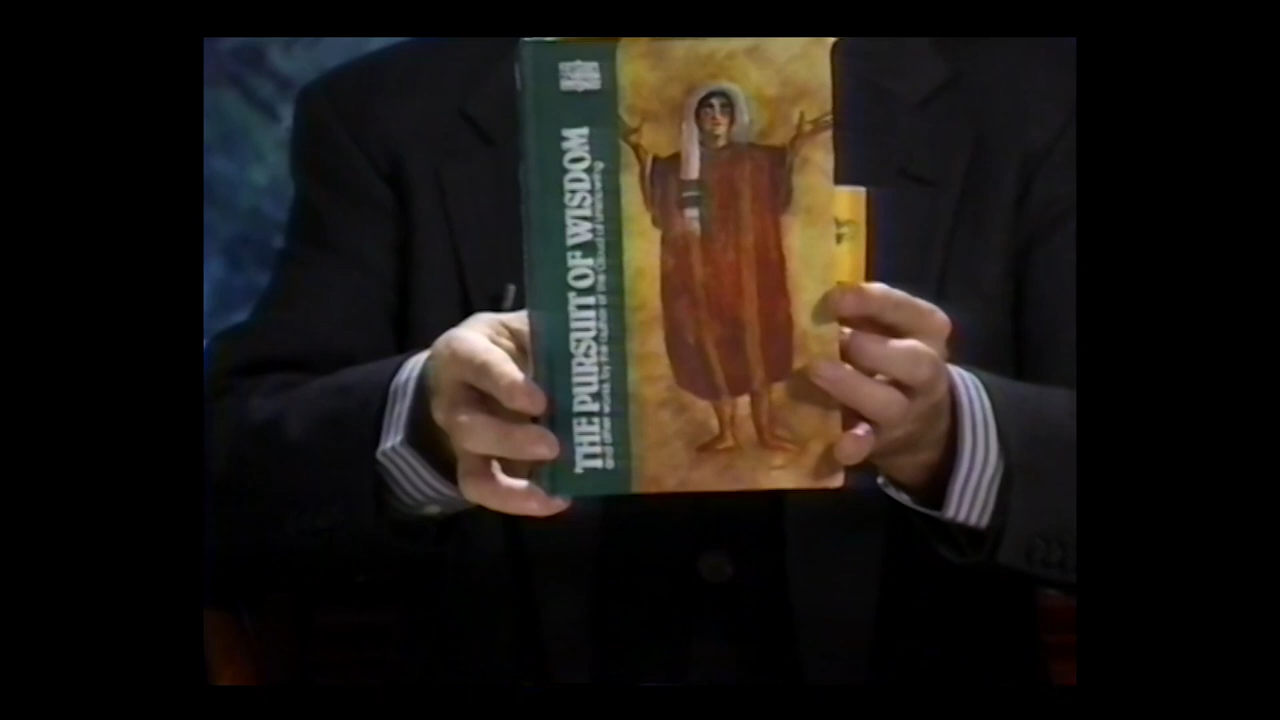 THE PURSUIT OF WISDOM
and other works, by the author of the Cloud of Unknowing